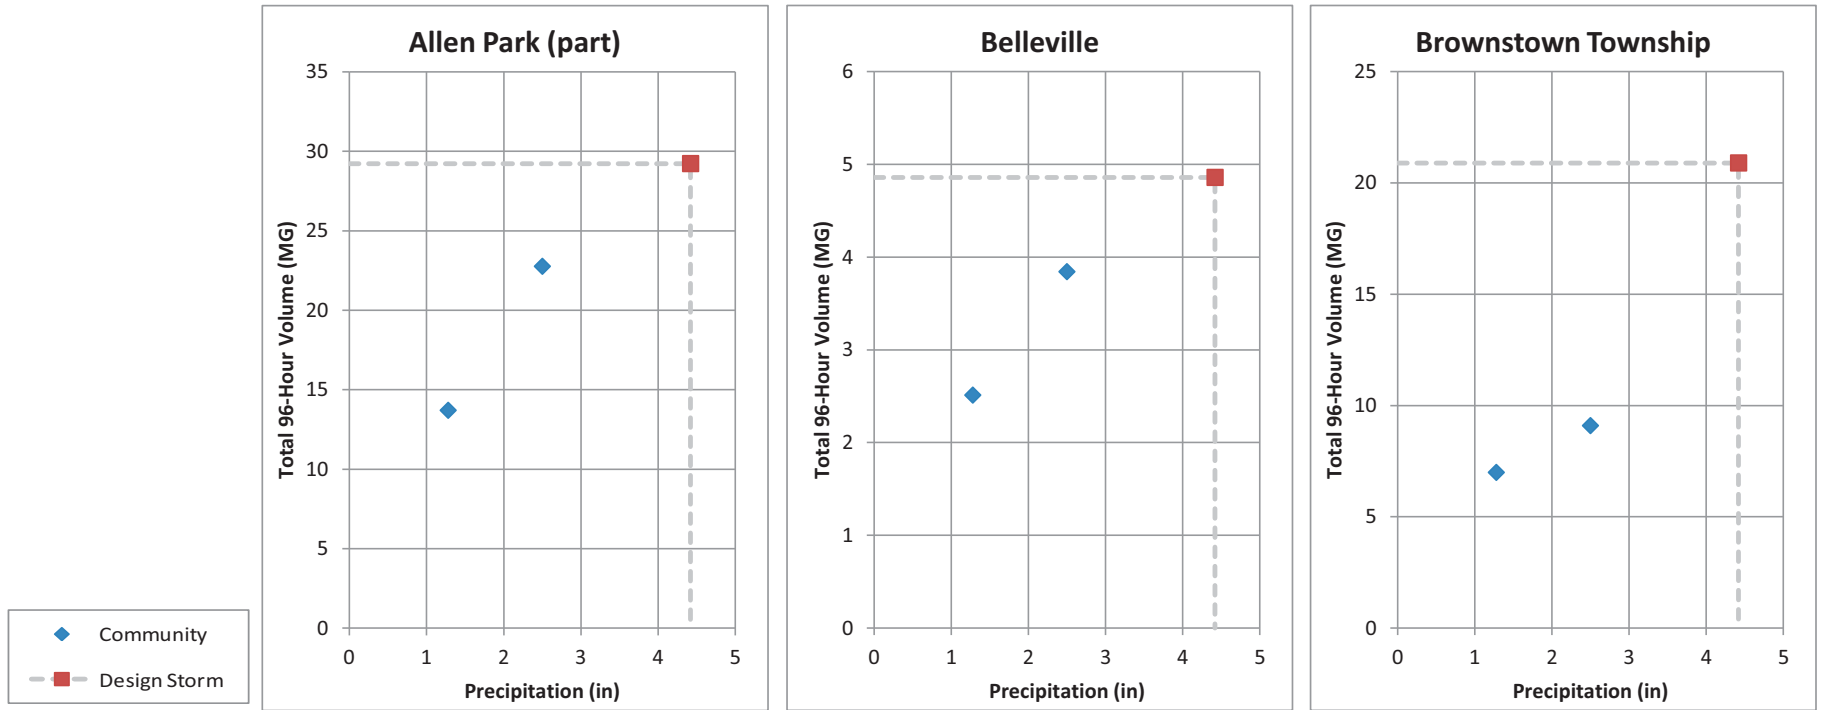 Allen Park (part)
35
30
25
20
15
10
5
0
Total 96-Hour Volume (MG)
0 1 2 3 4 5
Precipitation (in)
Belleville
6
5
4
3
2
1
0
Total 96-Hour Volume (MG)
0 1 2 3 4 5
Precipitation (in)
Brownstown Township
25
20
15
10
5
0
Total 96-Hour Volume (MG)
0 1 2 3 4 5
Precipitation (in)
Community
Design Storm